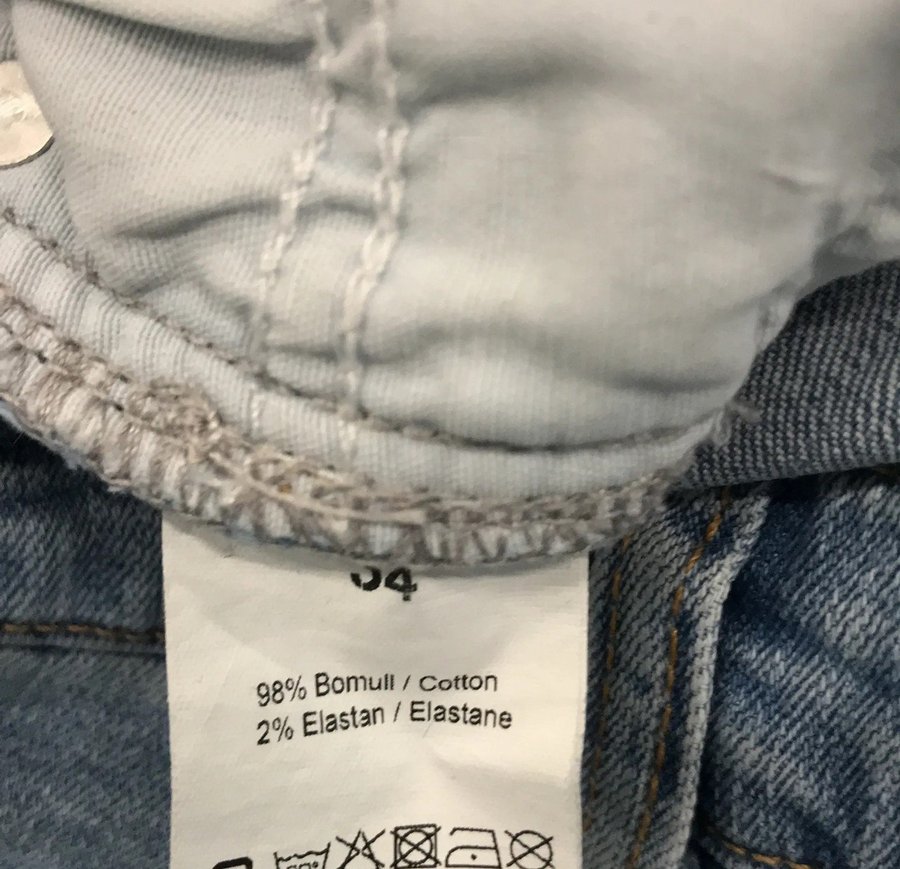 98% Bomull / Cotton
2% Elastan / Elastane